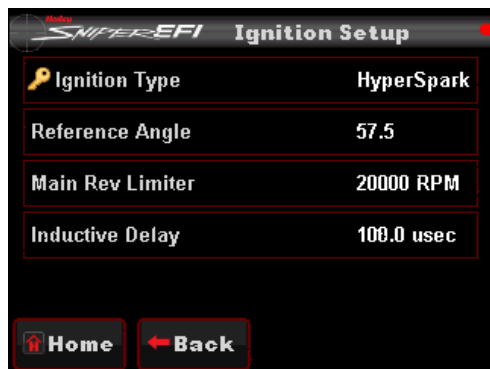 Holley
SNIPER EFI Ignition Setup
Ignition Type HyperSpark
Reference Angle 57.5
Main Rev Limiter 20000 RPM
Inductive Delay 100.0 usec
Home Back